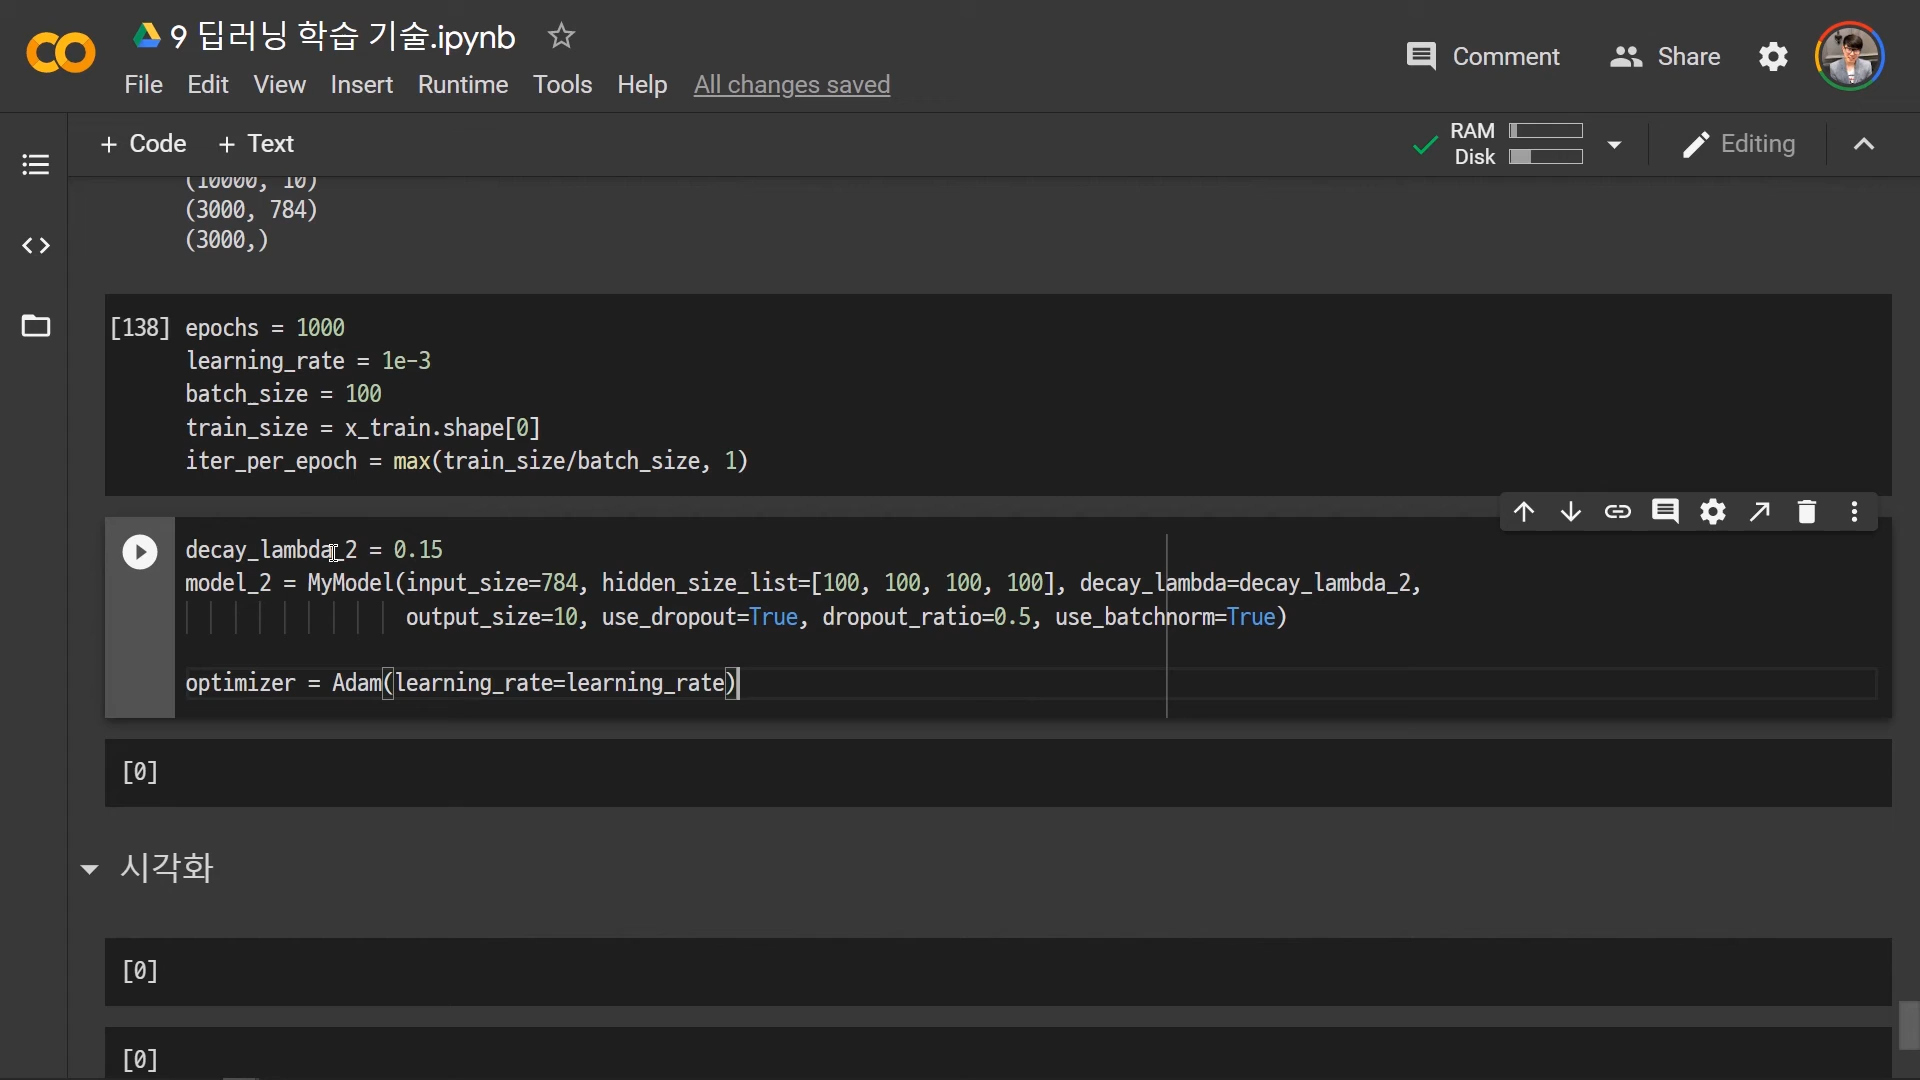 9 딥러닝 학습 기술.ipynb
Comment
Share
File Edit View Insert Runtime Tools Help All changes saved
+ Code + Text
RAM
Disk
Editing
(10000, 10)
(3000, 784)
(3000,)
[138] epochs = 1000
learning_rate = 1e-3
batch_size = 100
train_size = x_train.shape[0]
iter_per_epoch = max(train_size/batch_size, 1)
decay_lambda_2 = 0.15
model_2 = MyModel(input_size=784, hidden_size_list=[100, 100, 100, 100], decay_lambda=decay_lambda_2,
output_size=10, use_dropout=True, dropout_ratio=0.5, use_batchnorm=True)
optimizer = Adam(learning_rate=learning_rate)
[0]
시각화
[0]
[0]